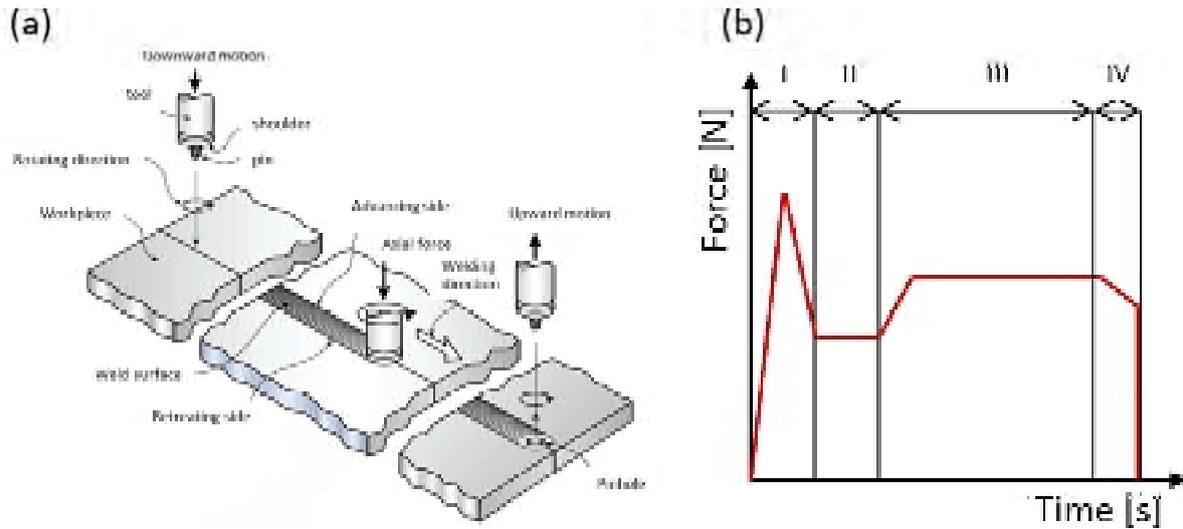 (a)
Downward motion
tool
shoulder
pin
Rotating direction
Workpiece
Advancing side
Axial force
Upward motion
Welding
direction
Weld surface
Retreating side
Pinhole
(b)
I
II
III
IV
Force [N]
Time [s]